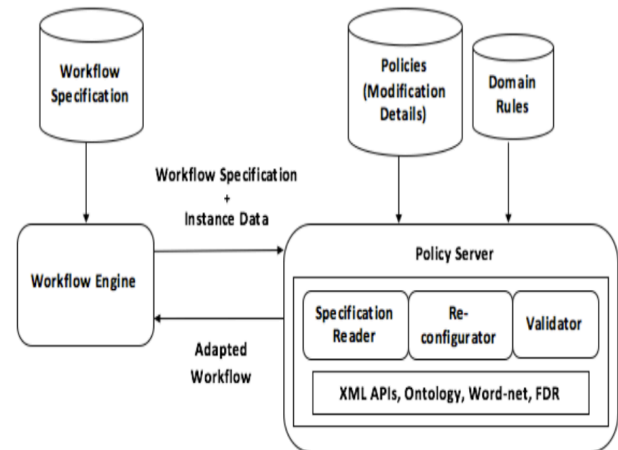 Workflow
Specification
Policies
(Modification
Details)
Domain
Rules
Workflow Specification
+
Instance Data
Workflow Engine
Policy Server
Specification
Reader
Re-
configurator
Validator
Adapted
Workflow
XML APIs, Ontology, Word-net, FDR